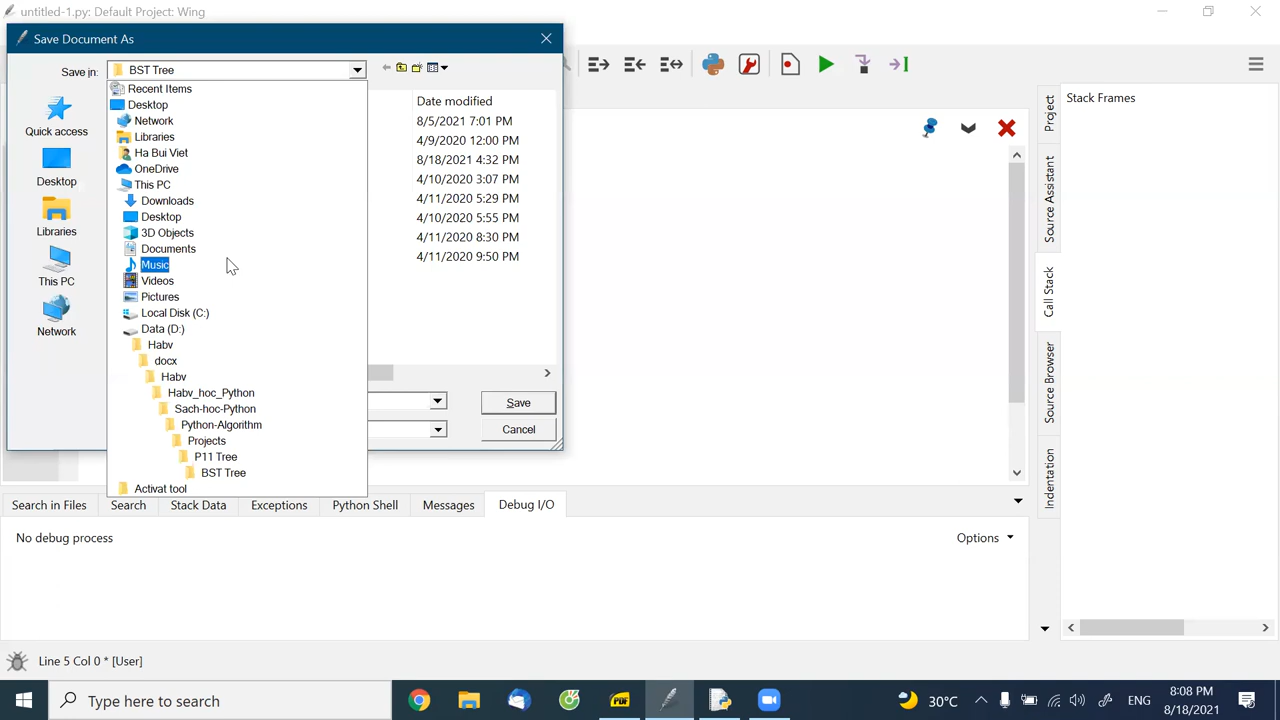 untitled-1.py: Default Project: Wing
Save Document As
Save in: BST Tree
Recent Items
Desktop
Network
Libraries
Ha Bui Viet
OneDrive
This PC
Downloads
Desktop
3D Objects
Documents
Music
Videos
Pictures
Local Disk (C:)
Data (D:)
Habv
docx
Habv
Habv_hoc_Python
Sach-hoc-Python
Python-Algorithm
Projects
P11 Tree
BST Tree
Activat tool
Quick access
Desktop
Libraries
This PC
Network
Date modified
8/5/2021 7:01 PM
4/9/2020 12:00 PM
8/18/2021 4:32 PM
4/10/2020 3:07 PM
4/11/2020 5:29 PM
4/10/2020 5:55 PM
4/11/2020 8:30 PM
4/11/2020 9:50 PM
Save
Cancel
Stack Frames
Project
Source Assistant
Call Stack
Source Browser
Indentation
Search in Files Search Stack Data Exceptions Python Shell Messages Debug I/O
No debug process
Options
Line 5 Col 0 * [User]
Type here to search
PDF
30°C
ENG
8:08 PM
8/18/2021